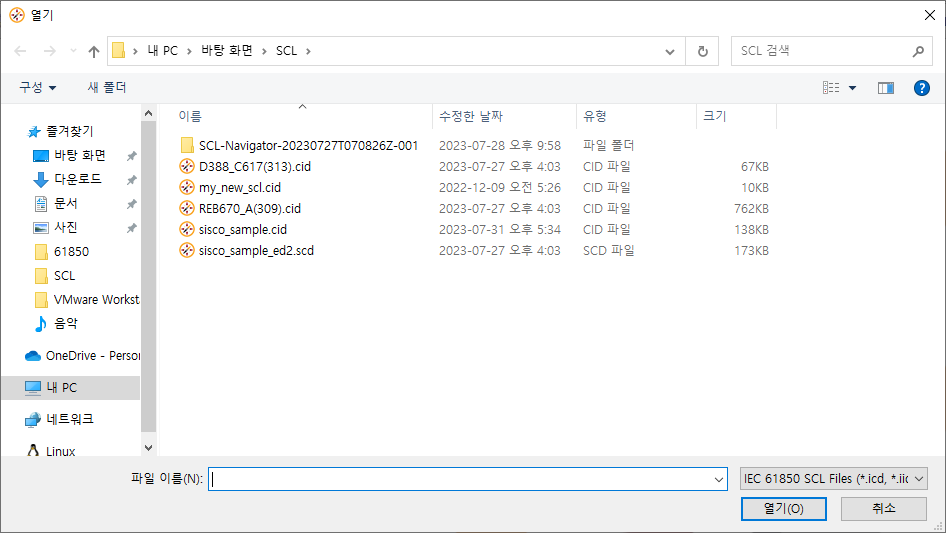 열기
내 PC › 바탕 화면 › SCL ›
SCL 검색
구성
새 폴더
이름 수정한 날짜 유형 크기
즐겨찾기
바탕 화면
다운로드
문서
사진
61850
SCL
VMware Worksta
음악
OneDrive - Person
내 PC
네트워크
Linux
SCL-Navigator-20230727T070826Z-001 2023-07-28 오후 9:58 파일 폴더
D388_C617(313).cid 2023-07-27 오후 4:03 CID 파일 67KB
my_new_scl.cid 2022-12-09 오전 5:26 CID 파일 10KB
REB670_A(309).cid 2023-07-27 오후 4:03 CID 파일 762KB
sisco_sample.cid 2023-07-31 오후 5:34 CID 파일 138KB
sisco_sample_ed2.scd 2023-07-27 오후 4:03 SCD 파일 173KB
파일 이름(N):
IEC 61850 SCL Files (*.icd, *.iic
열기(O)
취소